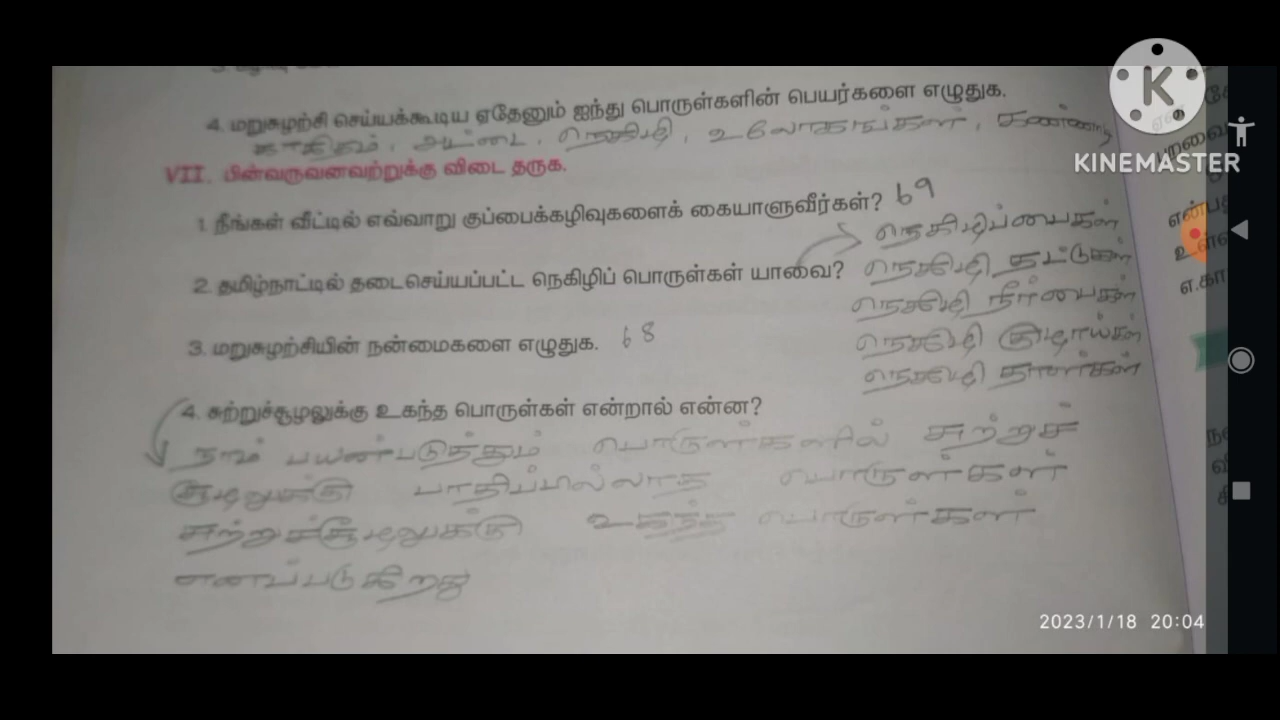 4. மறுசுழற்சி செய்யக்கூடிய ஏதேனும் ஐந்து பொருள்களின் பெயர்களை எழுதுக.
காகிதம், அட்டை, நெகிழி, உலோகங்கள், கண்ணாடி
VII. பின்வருவனவற்றுக்கு விடை தருக.
1. நீங்கள் வீட்டில் எவ்வாறு குப்பைக்கழிவுகளைக் கையாளுவீர்கள்? 69
நெகிழிப்பைகள்
2. தமிழ்நாட்டில் தடைசெய்யப்பட்ட நெகிழிப் பொருள்கள் யாவை? நெகிழி தட்டுகள்
நெகிழி நீர்பைகள்
3. மறுசுழற்சியின் நன்மைகளை எழுதுக. 68
நெகிழி குழாய்கள்
நெகிழி தாள்கள்
4. சுற்றுச்சூழலுக்கு உகந்த பொருள்கள் என்றால் என்ன?
நாம் பயன்படுத்தும் பொருள்களில் சுற்றுச்
சூழலுக்கு பாதிப்பில்லாத பொருள்கள்
சுற்றுச்சூழலுக்கு உகந்த பொருள்கள்
எனப்படுகிறது
KINEMASTER
2023/1/18 20:04